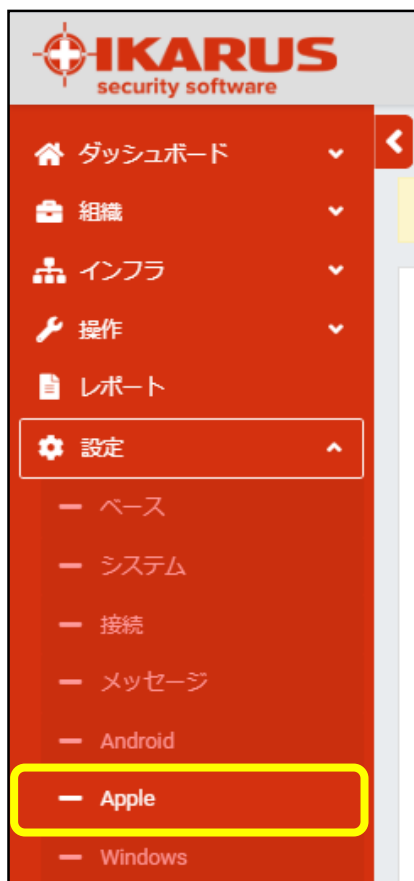 IKARUS
security software
ダッシュボード
組織
インフラ
操作
レポート
設定
ベース
システム
接続
メッセージ
Android
Apple
Windows